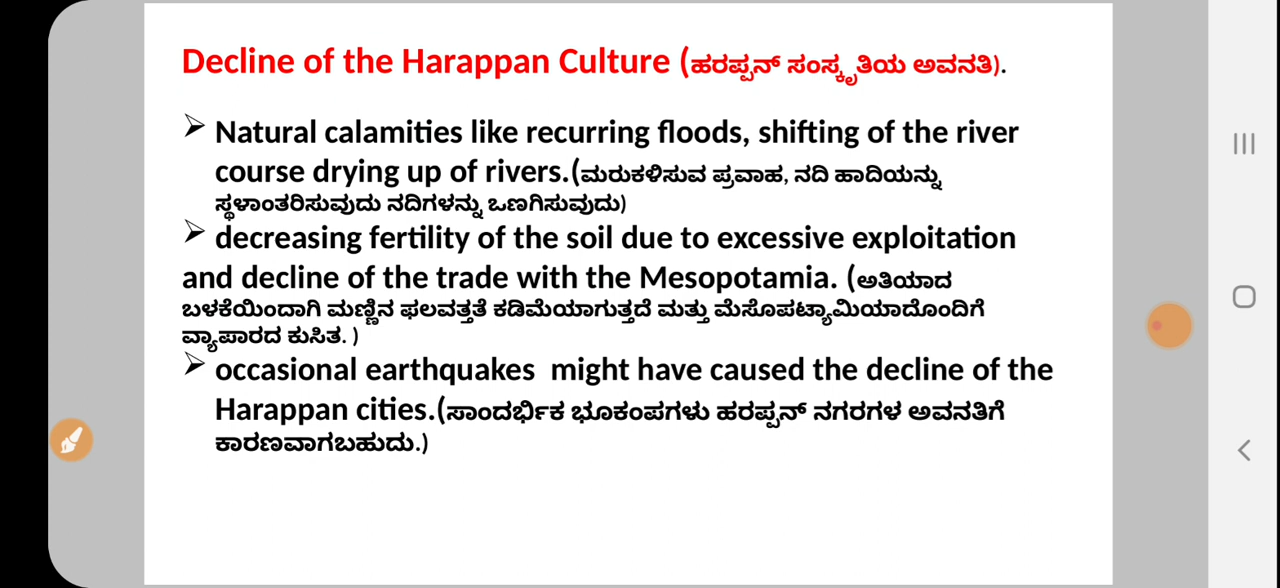 Decline of the Harappan Culture (ಹರಪ್ಪನ್ ಸಂಸ್ಕೃತಿಯ ಅವನತಿ).
➢ Natural calamities like recurring floods, shifting of the river
course drying up of rivers.(ಮರುಕಳಿಸುವ ಪ್ರವಾಹ, ನದಿ ಹಾದಿಯನ್ನು
ಸ್ಥಳಾಂತರಿಸುವುದು ನದಿಗಳನ್ನು ಒಣಗಿಸುವುದು)
➢ decreasing fertility of the soil due to excessive exploitation
and decline of the trade with the Mesopotamia. (ಅತಿಯಾದ
ಬಳಕೆಯಿಂದಾಗಿ ಮಣ್ಣಿನ ಫಲವತ್ತತೆ ಕಡಿಮೆಯಾಗುತ್ತದೆ ಮತ್ತು ಮೆಸೊಪಟ್ಯಾಮಿಯಾದೊಂದಿಗೆ
ವ್ಯಾಪಾರದ ಕುಸಿತ. )
➢ occasional earthquakes  might have caused the decline of the
Harappan cities.(ಸಾಂದರ್ಭಿಕ ಭೂಕಂಪಗಳು ಹರಪ್ಪನ್ ನಗರಗಳ ಅವನತಿಗೆ
ಕಾರಣವಾಗಬಹುದು.)